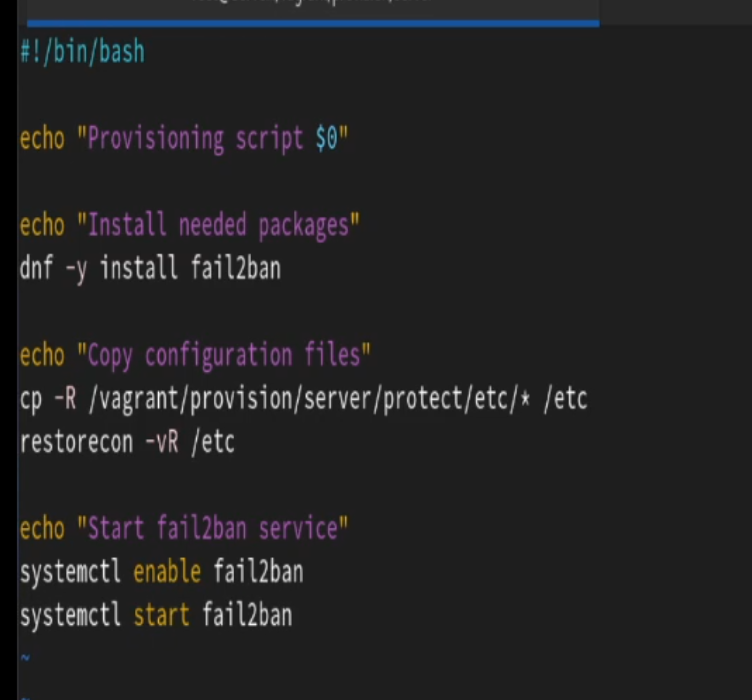 #!/bin/bash

echo "Provisioning script $0"

echo "Install needed packages"
dnf -y install fail2ban

echo "Copy configuration files"
cp -R /vagrant/provision/server/protect/etc/* /etc
restorecon -vR /etc

echo "Start fail2ban service"
systemctl enable fail2ban
systemctl start fail2ban
~
~